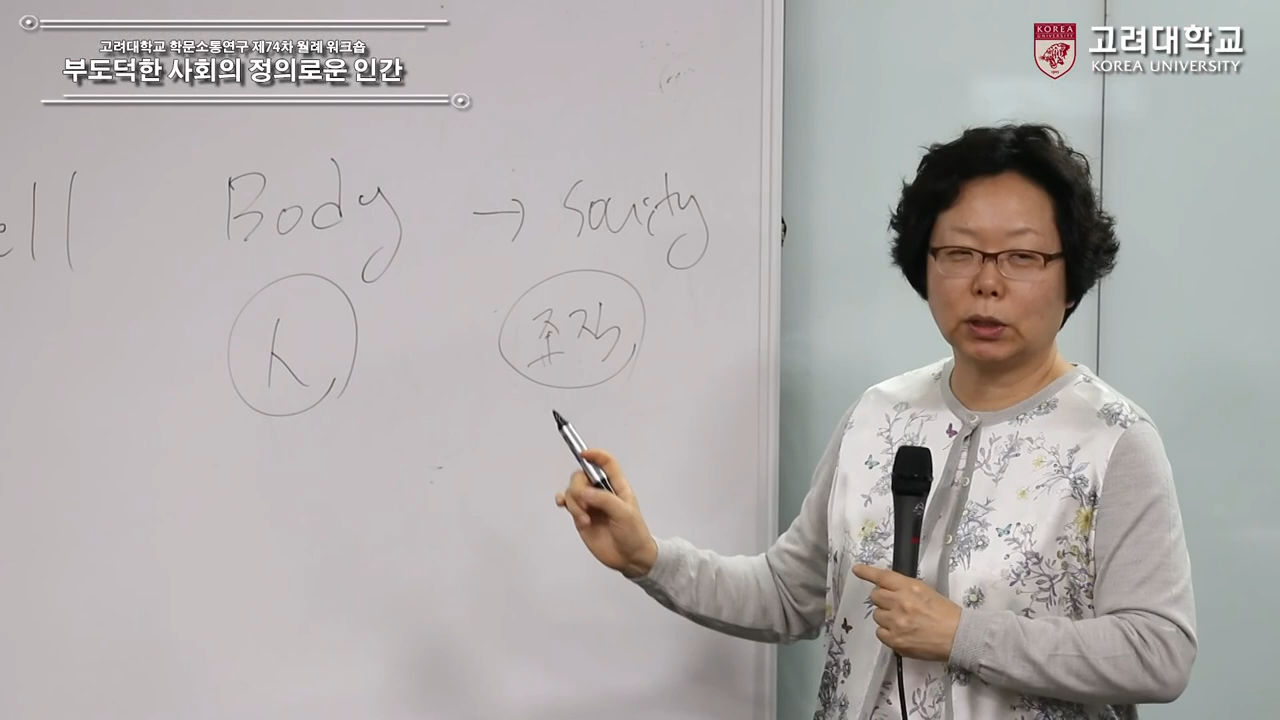 고려대학교 학문소통연구 제74차 월례 워크숍
부도덕한 사회의 정의로운 인간
KOREA
고려대학교
KOREA UNIVERSITY
ell Body → Society
人 조직